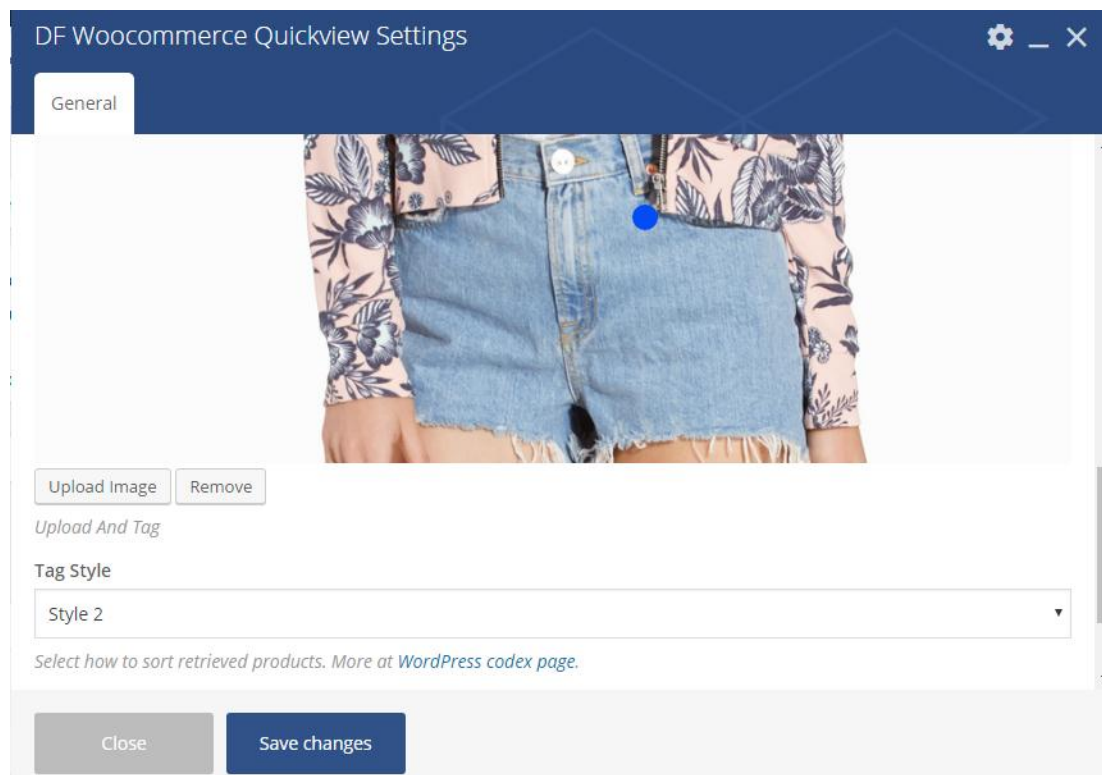 DF Woocommerce Quickview Settings
General
Upload Image Remove
Upload And Tag
Tag Style
Style 2
Select how to sort retrieved products. More at WordPress codex page.
Close Save changes